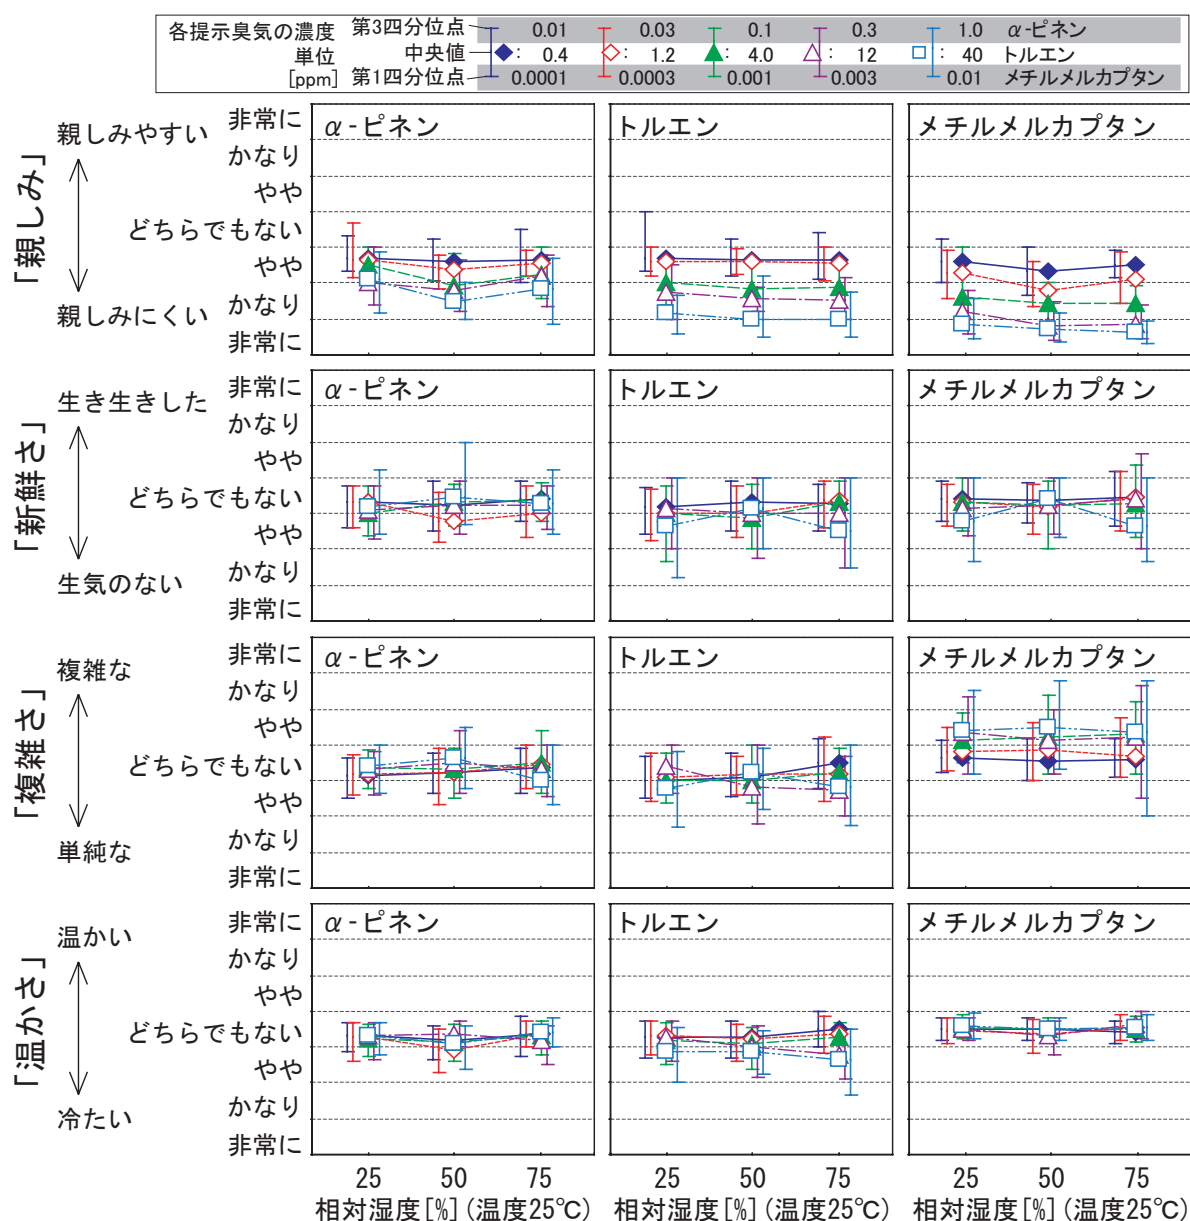 各提示臭気の濃度 第3四分位点 0.01 0.03 0.1 0.3 1.0 α-ピネン
単位 中央値 : 0.4 : 1.2 : 4.0 : 12 : 40 トルエン
[ppm] 第1四分位点 0.0001 0.0003 0.001 0.003 0.01 メチルメルカプタン
「親しみ」
親しみやすい
親しみにくい
非常に
かなり
やや
どちらでもない
やや
かなり
非常に
α-ピネン
トルエン
メチルメルカプタン
「新鮮さ」
生き生きした
生気のない
非常に
かなり
やや
どちらでもない
やや
かなり
非常に
α-ピネン
トルエン
メチルメルカプタン
「複雑さ」
複雑な
単純な
非常に
かなり
やや
どちらでもない
やや
かなり
非常に
α-ピネン
トルエン
メチルメルカプタン
「温かさ」
温かい
冷たい
非常に
かなり
やや
どちらでもない
やや
かなり
非常に
α-ピネン
トルエン
メチルメルカプタン
25 50 75 25 50 75 25 50 75
相対湿度[%](温度25℃) 相対湿度[%](温度25℃) 相対湿度[%](温度25℃)